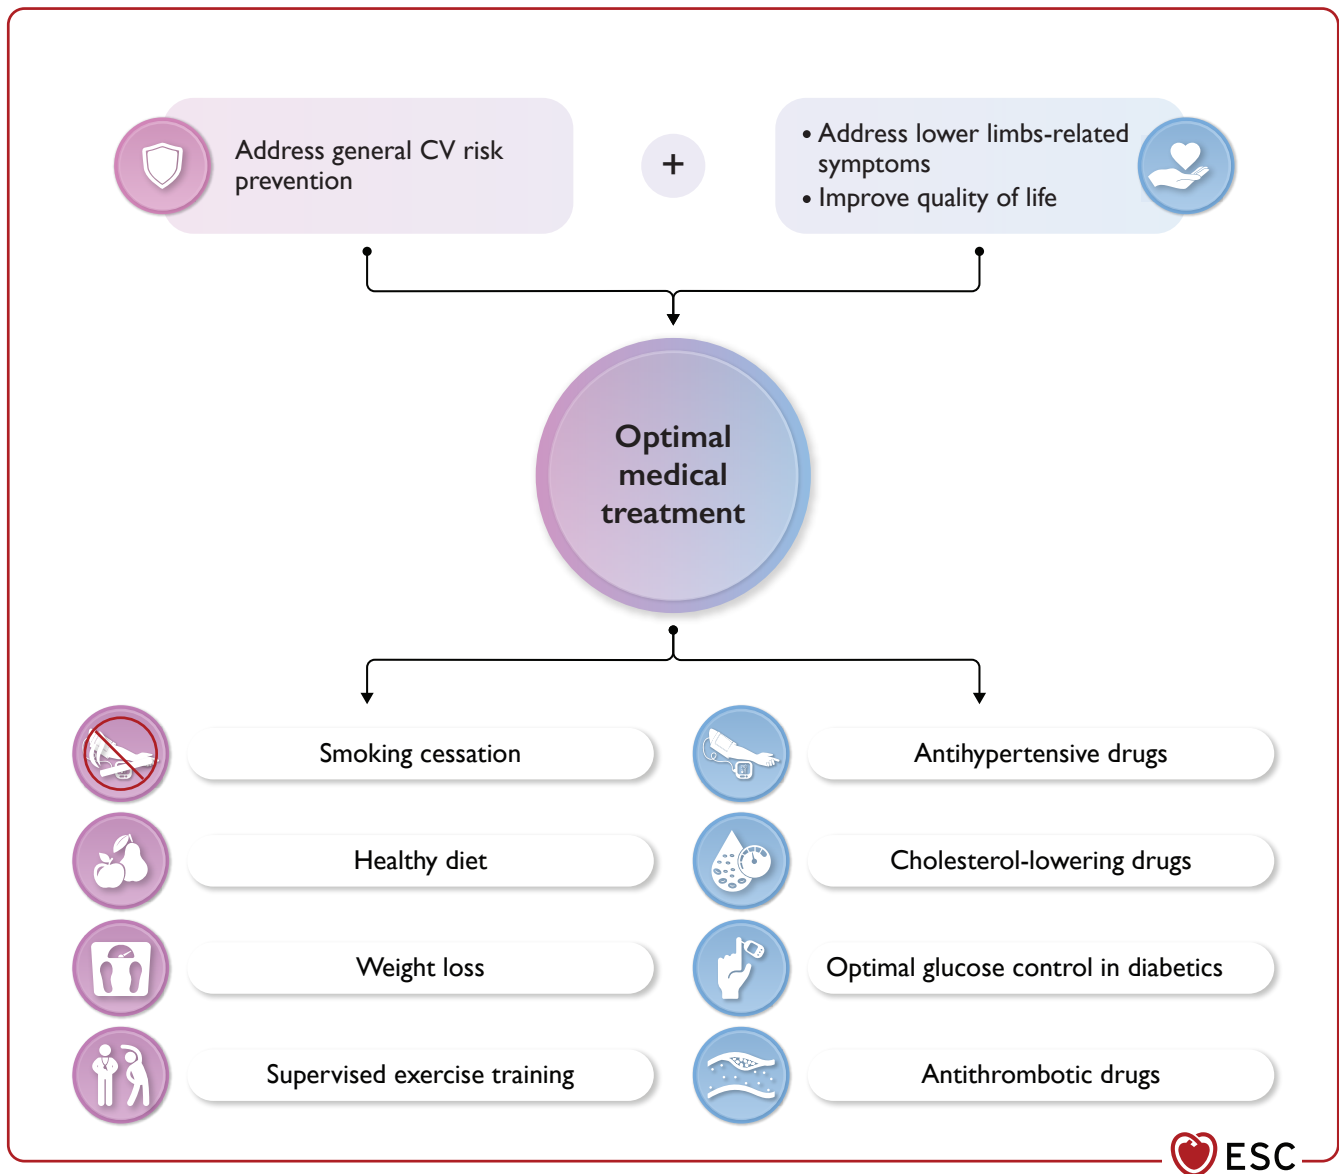 Address general CV risk
prevention
+
• Address lower limbs-related
symptoms
• Improve quality of life
Optimal
medical
treatment
Smoking cessation
Antihypertensive drugs
Healthy diet
Cholesterol-lowering drugs
Weight loss
Optimal glucose control in diabetics
Supervised exercise training
Antithrombotic drugs
ESC